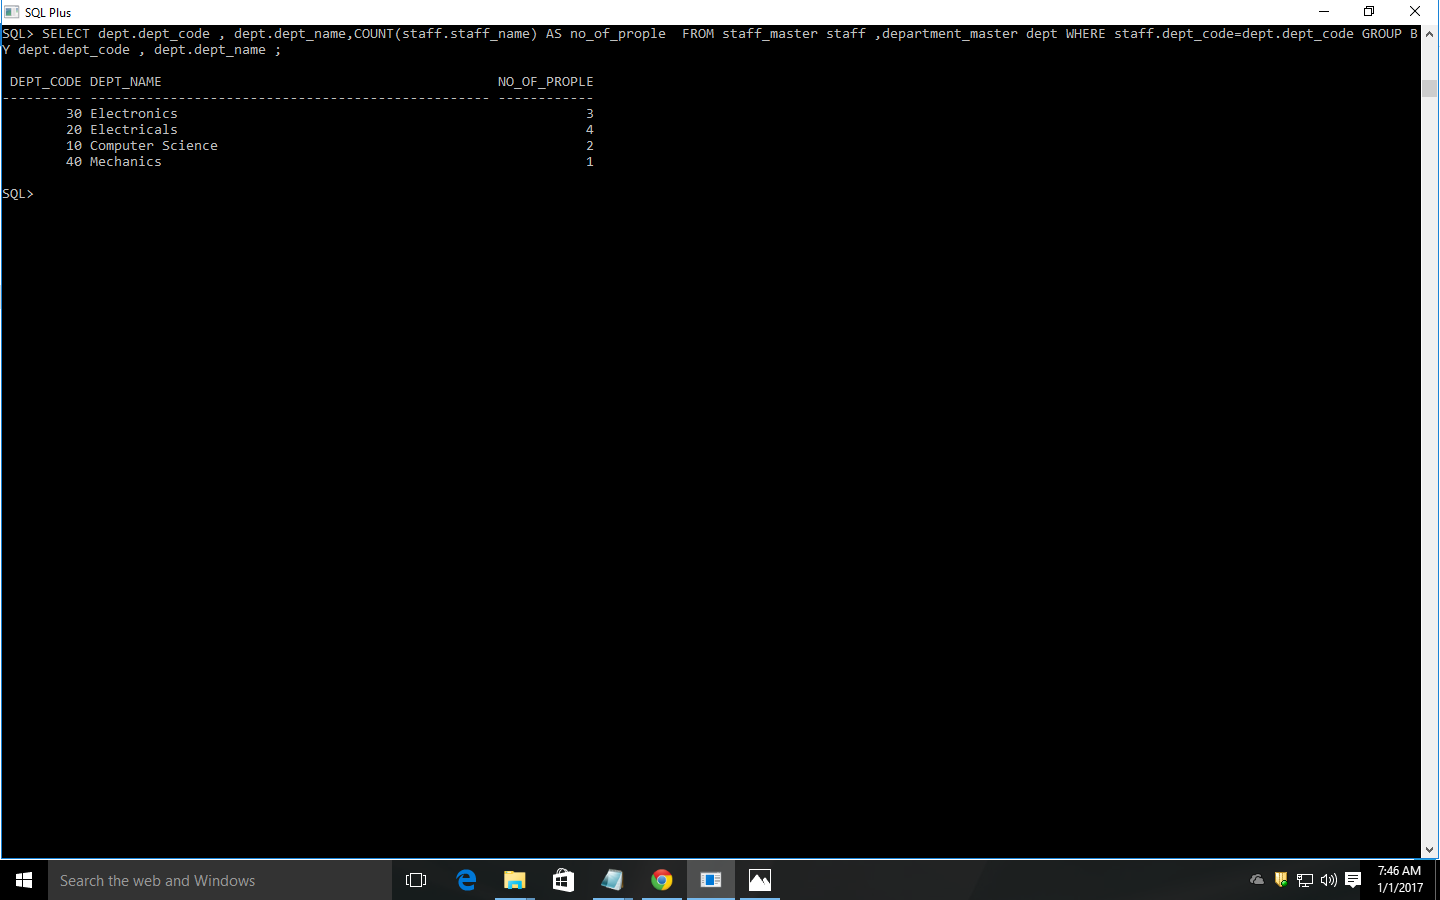 SQL Plus
SQL> SELECT dept.dept_code , dept.dept_name,COUNT(staff.staff_name) AS no_of_prople  FROM staff_master staff ,department_master dept WHERE staff.dept_code=dept.dept_code GROUP B
Y dept.dept_code , dept.dept_name ;
DEPT_CODE DEPT_NAME                                          NO_OF_PROPLE
---------- -------------------------------------------------- ------------
30 Electronics                                                 3
20 Electricals                                                 4
10 Computer Science                                            2
40 Mechanics                                                   1
SQL>
Search the web and Windows
7:46 AM
1/1/2017